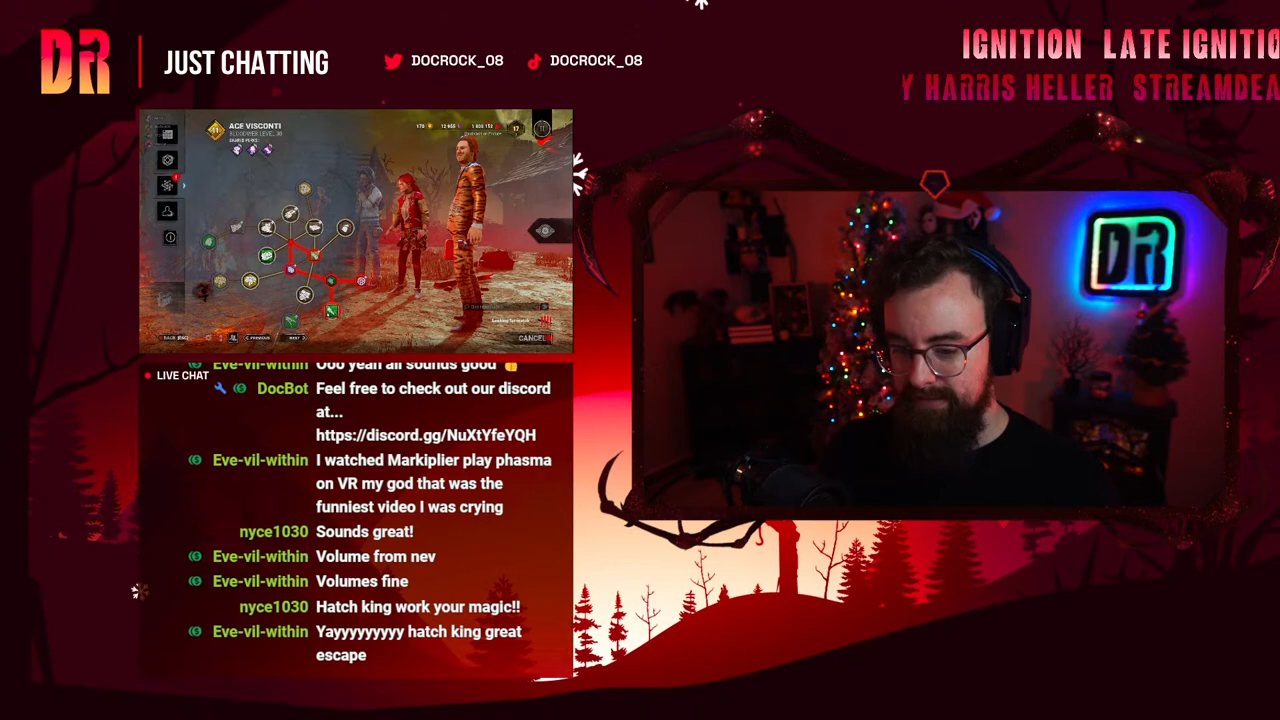 DR
JUST CHATTING
DOCROCK_08
DOCROCK_08
IGNITION LATE IGNITIO
Y HARRIS HELLER STREAMDEA
ACE VISCONTI
BLOODWEB LEVEL 30
CANCEL
LIVE CHAT
Eve-vil-within Ooo yeah all sounds good
DocBot Feel free to check out our discord
at...
https://discord.gg/NuXtYfeYQH
Eve-vil-within I watched Markiplier play phasma
on VR my god that was the
funniest video I was crying
nyce1030 Sounds great!
Eve-vil-within Volume from nev
Eve-vil-within Volumes fine
nyce1030 Hatch king work your magic!!
Eve-vil-within Yayyyyyyyyy hatch king great
escape
DR